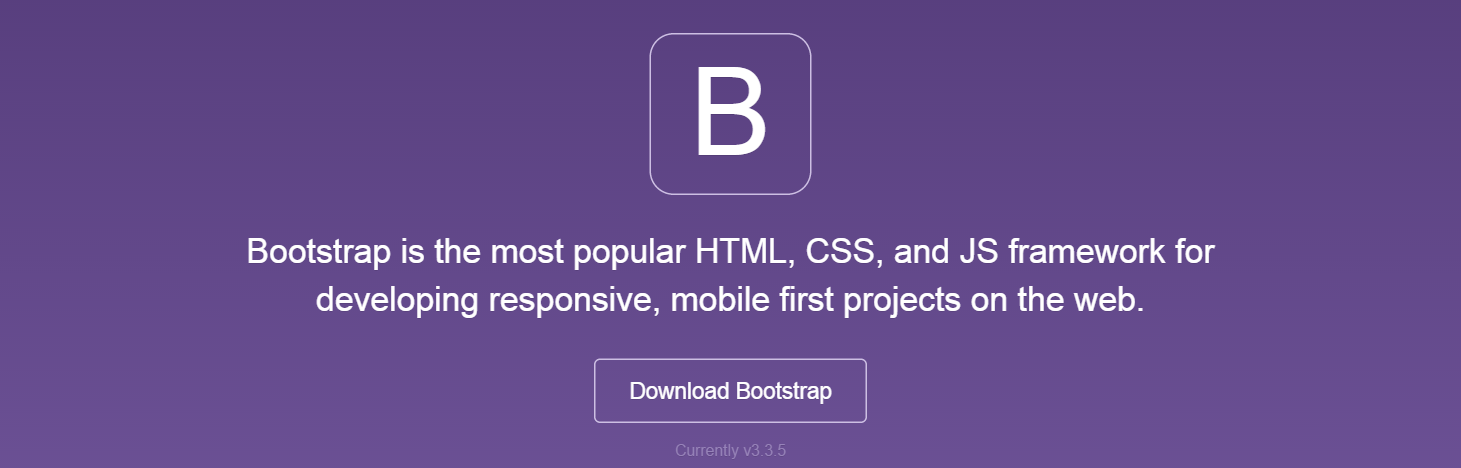 B
Bootstrap is the most popular HTML, CSS, and JS framework for
developing responsive, mobile first projects on the web.
Download Bootstrap
Currently v3.3.5